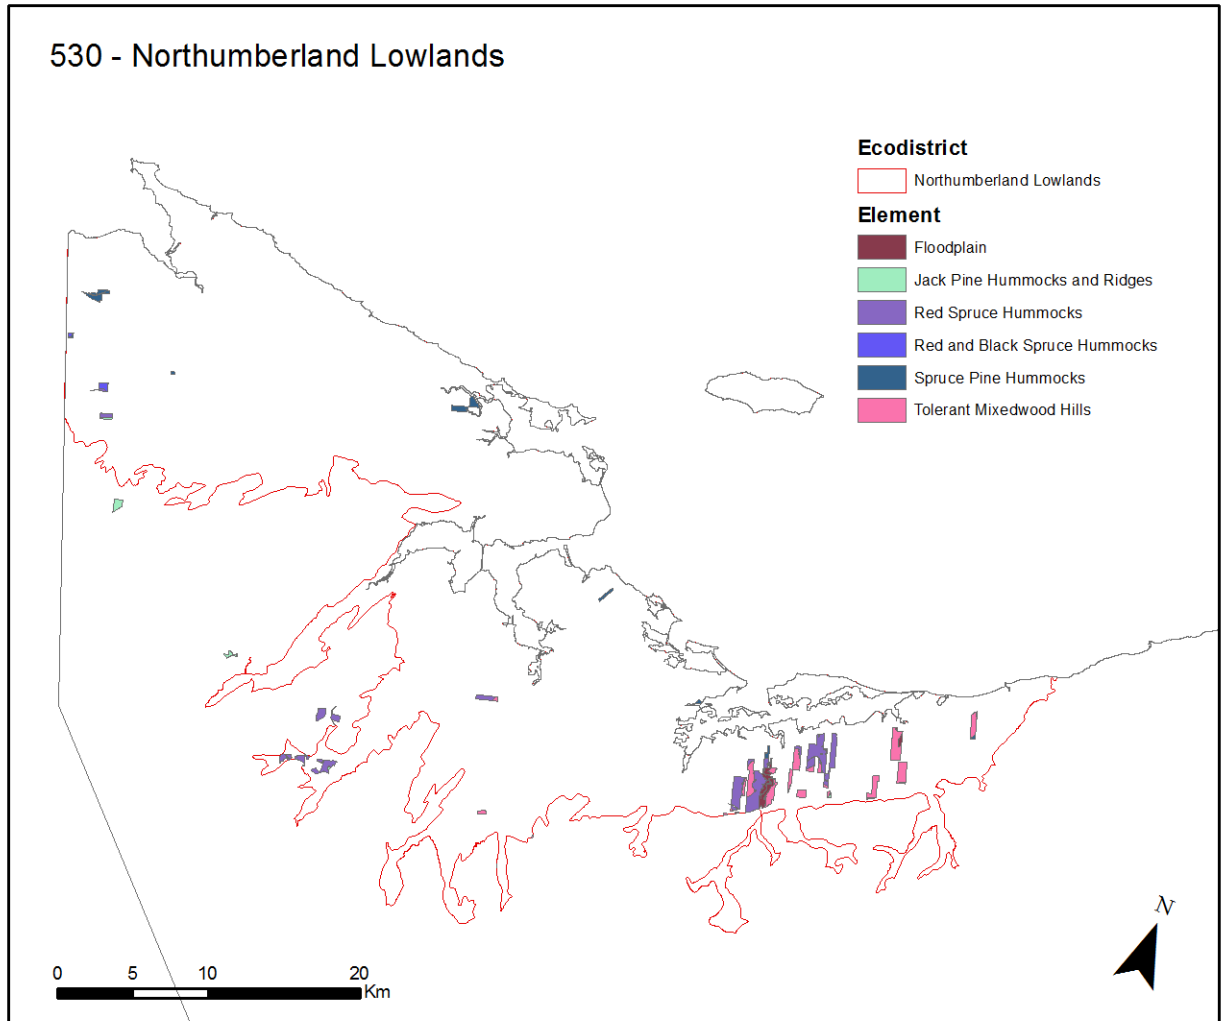 530 - Northumberland Lowlands
Ecodistrict
Northumberland Lowlands
Element
Floodplain
Jack Pine Hummocks and Ridges
Red Spruce Hummocks
Red and Black Spruce Hummocks
Spruce Pine Hummocks
Tolerant Mixedwood Hills
N
0 5 10 20
Km